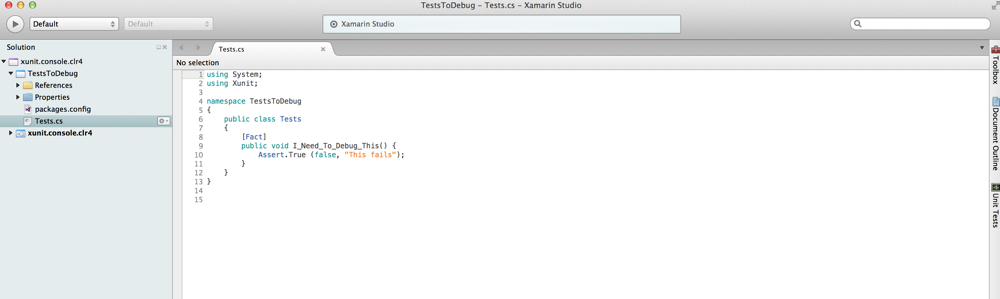 TestsToDebug – Tests.cs – Xamarin Studio
Default
Default
Xamarin Studio
Solution
xunit.console.clr4
TestsToDebug
References
Properties
packages.config
Tests.cs
xunit.console.clr4
Tests.cs
No selection
1 using System;
2 using Xunit;
3
4 namespace TestsToDebug
5 {
6 public class Tests
7 {
8 [Fact]
9 public void I_Need_To_Debug_This() {
10 Assert.True (false, "This fails");
11 }
12 }
13 }
14
15
Toolbox
Document Outline
Unit Tests